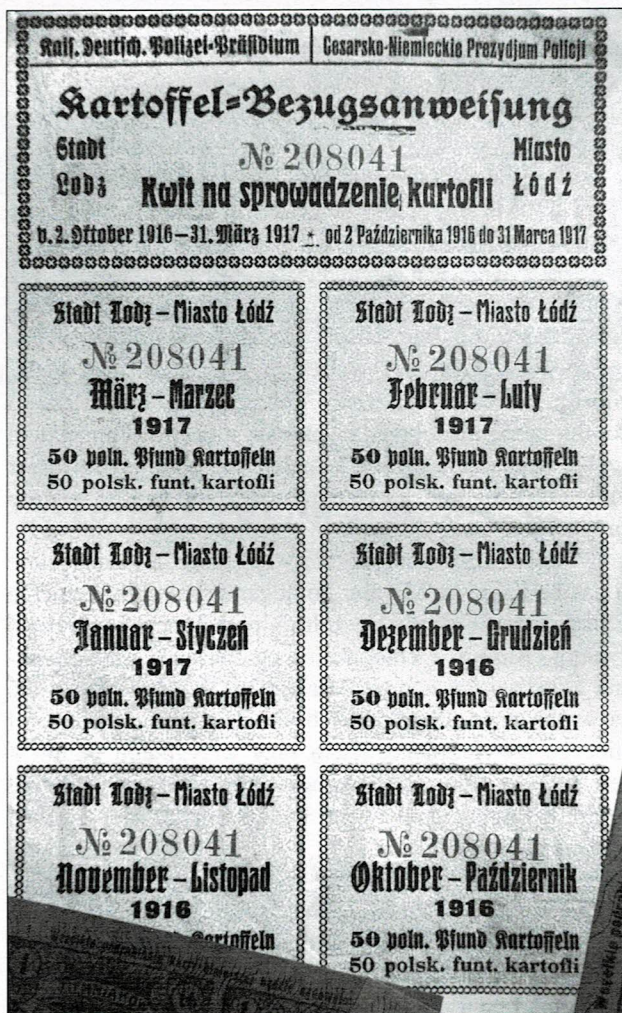 Kais. Deutsch. Polizei-Präsidium | Cesarsko-Niemieckie Prezydjum Policji
Kartoffel-Bezugsanweisung
Stadt Lodz
№ 208041
Miasto Łódź
Kwit na sprowadzenie kartofli
v. 2. Oktober 1916 – 31. März 1917 * od 2 Października 1916 do 31 Marca 1917
Stadt Lodz – Miasto Łódź
№ 208041
März – Marzec
1917
50 poln. Pfund Kartoffeln
50 polsk. funt. kartofli
Stadt Lodz – Miasto Łódź
№ 208041
Februar – Luty
1917
50 poln. Pfund Kartoffeln
50 polsk. funt. kartofli
Stadt Lodz – Miasto Łódź
№ 208041
Januar – Styczeń
1917
50 poln. Pfund Kartoffeln
50 polsk. funt. kartofli
Stadt Lodz – Miasto Łódź
№ 208041
Dezember – Grudzień
1916
50 poln. Pfund Kartoffeln
50 polsk. funt. kartofli
Stadt Lodz – Miasto Łódź
№ 208041
November – Listopad
1916
Stadt Lodz – Miasto Łódź
№ 208041
Oktober – Październik
1916
50 poln. Pfund Kartoffeln
50 polsk. funt. kartofli